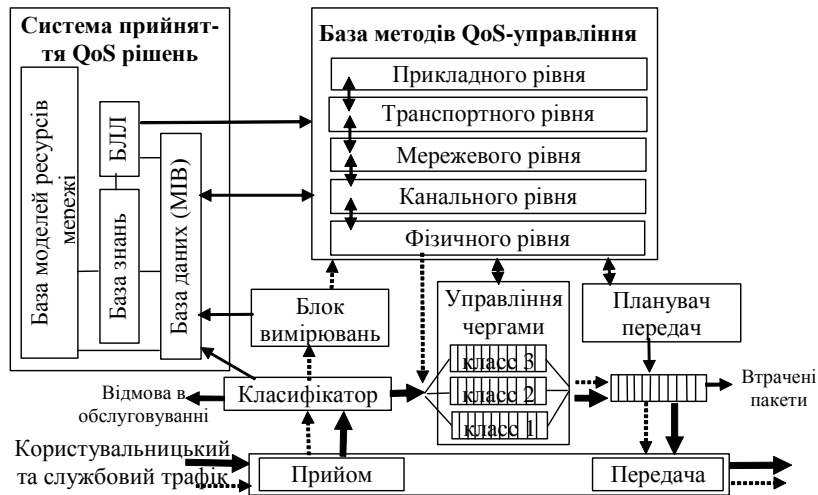 Система прийнят-
тя QoS рішень
База моделей ресурсів
мережі
БЛЛ
База знань
База даних (MIB)
База методів QoS-управління
Прикладного рівня
Транспортного рівня
Мережевого рівня
Канального рівня
Фізичного рівня
Блок
вимірювань
Управління
чергами
класс 3
класс 2
класс 1
Планувач
передач
Відмова в
обслуговуванні
Класифікатор
Втрачені
пакети
Користувальницький
та службовий трафік
Прийом
Передача